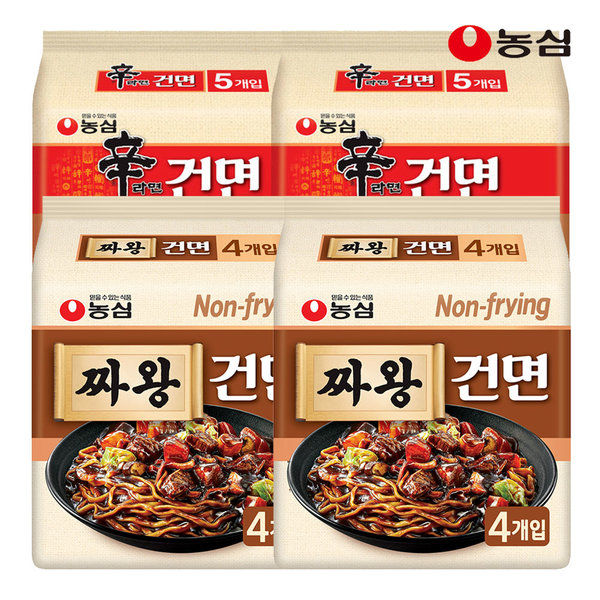 농심
辛라면 건면 5개입
辛라면 건면 5개입
믿을 수 있는 식품
농심
믿을 수 있는 식품
농심
辛라면 건면
辛라면 건면
짜왕 건면 4개입
짜왕 건면 4개입
믿을 수 있는 식품
농심
Non-fry
믿을 수 있는 식품
농심
Non-frying
짜왕
건면
짜왕
건면
4개
4개입